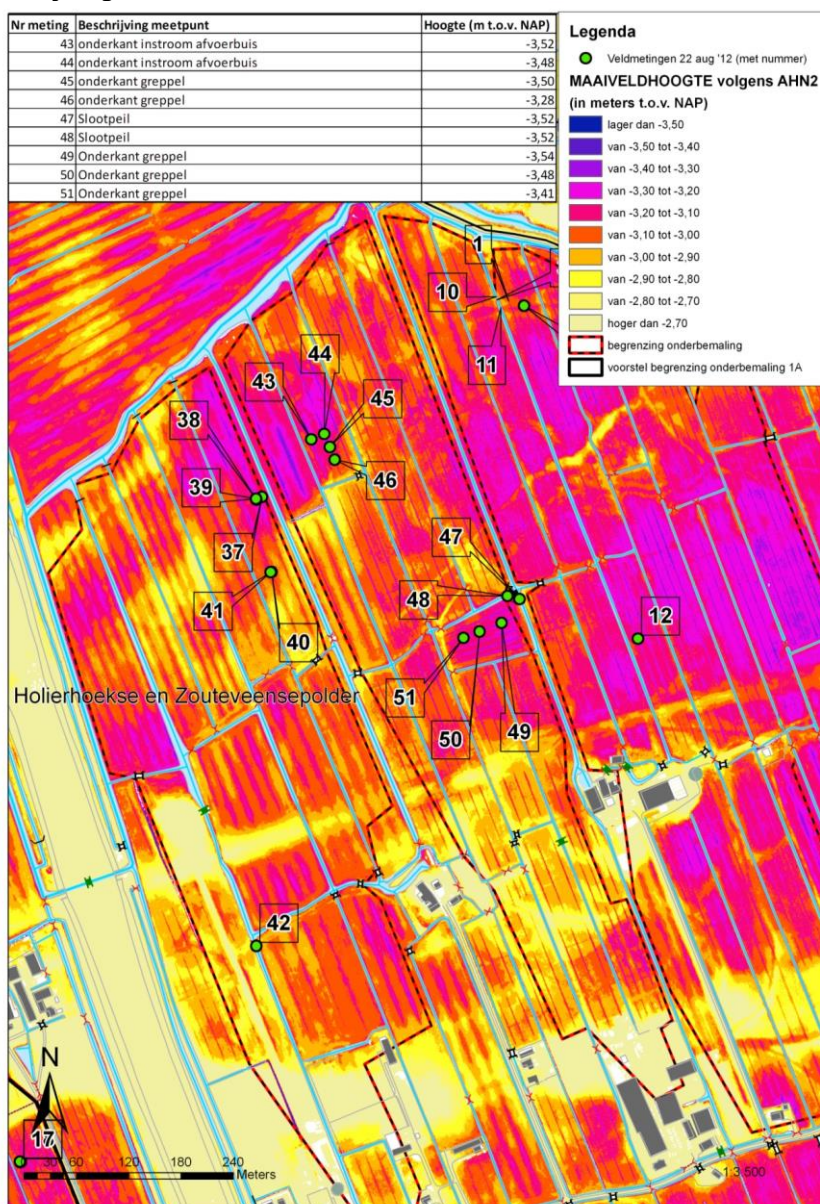 Nr meting Beschrijving meetpunt Hoogte (m t.o.v. NAP)
43 onderkant instroom afvoerbuis -3,52
44 onderkant instroom afvoerbuis -3,48
45 onderkant greppel -3,50
46 onderkant greppel -3,28
47 Slootpeil -3,52
48 Slootpeil -3,52
49 Onderkant greppel -3,54
50 Onderkant greppel -3,48
51 Onderkant greppel -3,41
Legenda
Veldmetingen 22 aug '12 (met nummer)
MAAIVELDHOOGTE volgens AHN2
(in meters t.o.v. NAP)
lager dan -3,50
van -3,50 tot -3,40
van -3,40 tot -3,30
van -3,30 tot -3,20
van -3,20 tot -3,10
van -3,10 tot -3,00
van -3,00 tot -2,90
van -2,90 tot -2,80
van -2,80 tot -2,70
hoger dan -2,70
begrenzing onderbemaling
voorstel begrenzing onderbemaling 1A
1
10
11
44
43
45
38
46
39
47
37
48
41
12
40
51
49
50
Holierhoekse en Zouteveensepolder
42
N
17
0 30 60 120 180 240
Meters
1:3.500